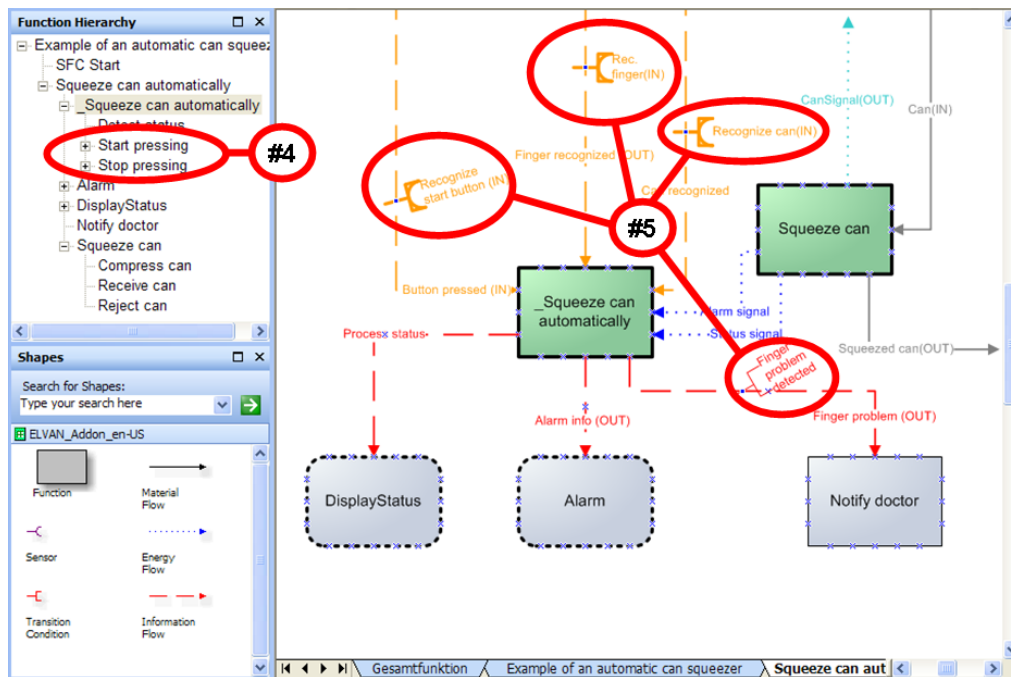 Function Hierarchy
Example of an automatic can squeez
SFC Start
Squeeze can automatically
_Squeeze can automatically
Detect status
Start pressing
Stop pressing
Alarm
DisplayStatus
Notify doctor
Squeeze can
Compress can
Receive can
Reject can
#4
Shapes
Search for Shapes:
Type your search here
ELVAN_Addon_en-US
Function
Material
Flow
Sensor
Energy
Flow
Transition
Condition
Information
Flow
Rec.
finger(IN)
CanSignal(OUT)
Can(IN)
Recognize can(IN)
Finger recognized (OUT)
Recognize
start button (IN)
Can recognized
#5
Squeeze can
Button pressed (IN)
_Squeeze can
automatically
Alarm signal
Status signal
Process status
Squeezed can(OUT)
Finger
problem
detected
Alarm info (OUT)
Finger problem (OUT)
DisplayStatus
Alarm
Notify doctor
Gesamtfunktion
Example of an automatic can squeezer
Squeeze can aut